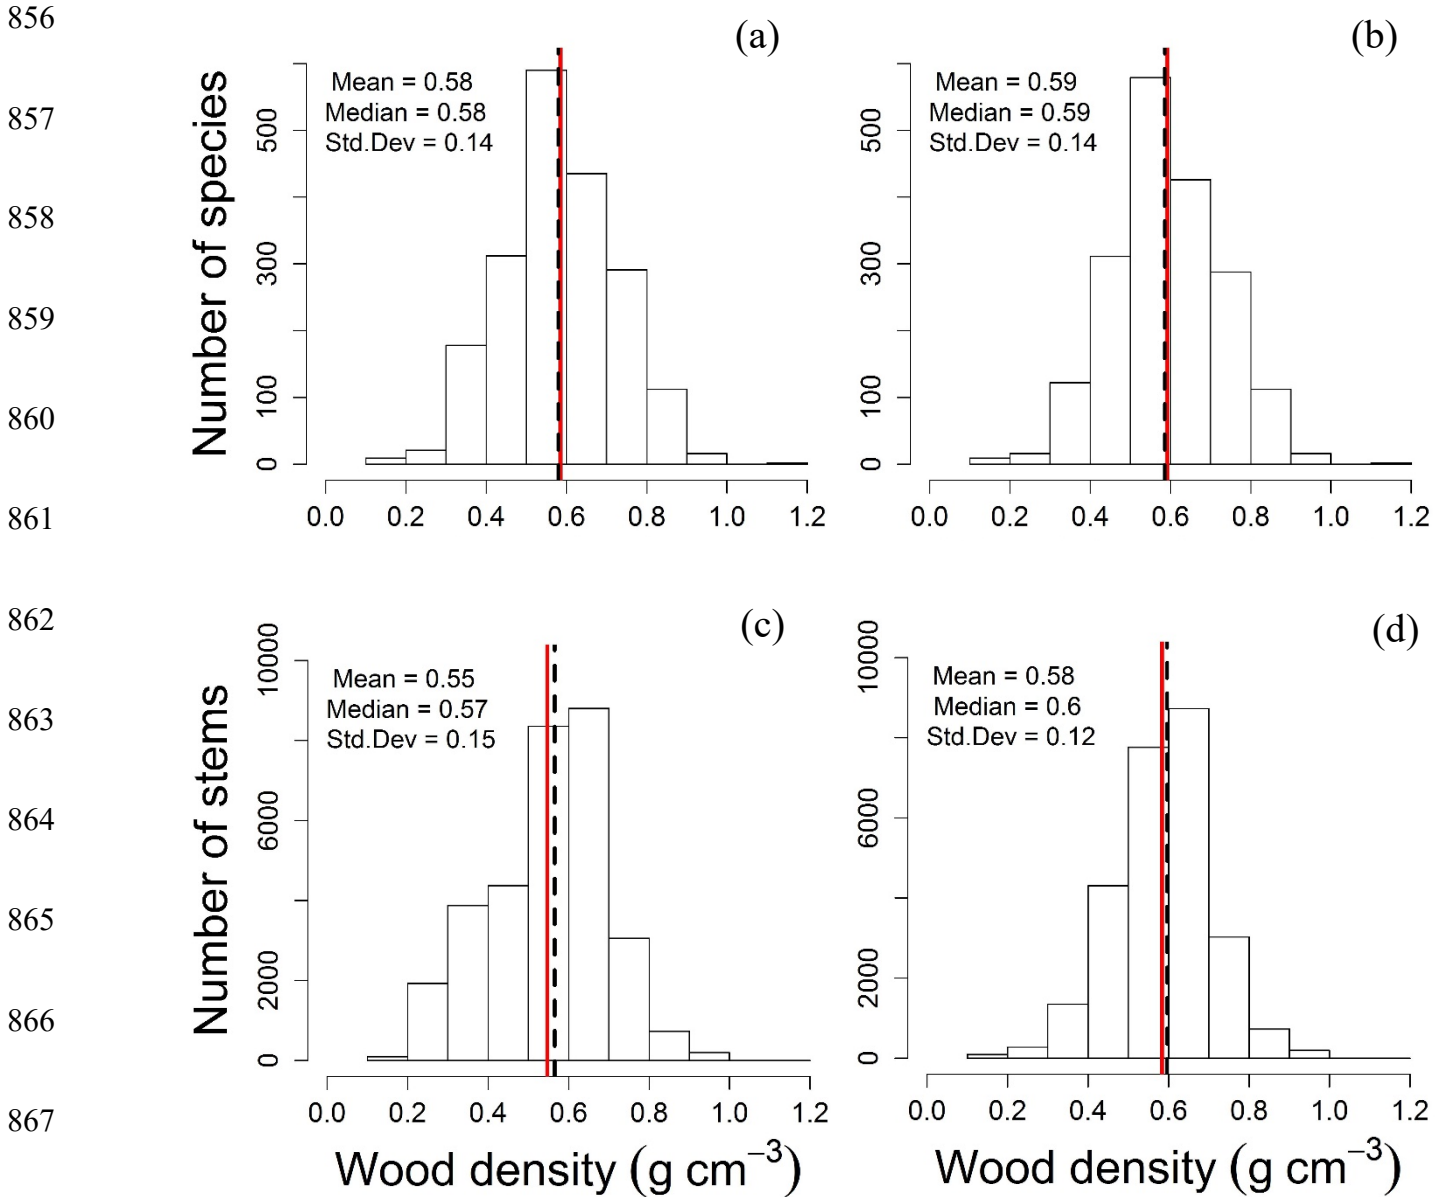 856
857
858
859
860
861
862
863
864
865
866
867
(a)
Mean = 0.58
Median = 0.58
Std.Dev = 0.14
Number of species
0 100 300 500
0.0 0.2 0.4 0.6 0.8 1.0 1.2
(b)
Mean = 0.59
Median = 0.59
Std.Dev = 0.14
0 100 300 500
0.0 0.2 0.4 0.6 0.8 1.0 1.2
(c)
Mean = 0.55
Median = 0.57
Std.Dev = 0.15
Number of stems
0 2000 6000 10000
0.0 0.2 0.4 0.6 0.8 1.0 1.2
Wood density (g cm⁻³)
(d)
Mean = 0.58
Median = 0.6
Std.Dev = 0.12
0 2000 6000 10000
0.0 0.2 0.4 0.6 0.8 1.0 1.2
Wood density (g cm⁻³)